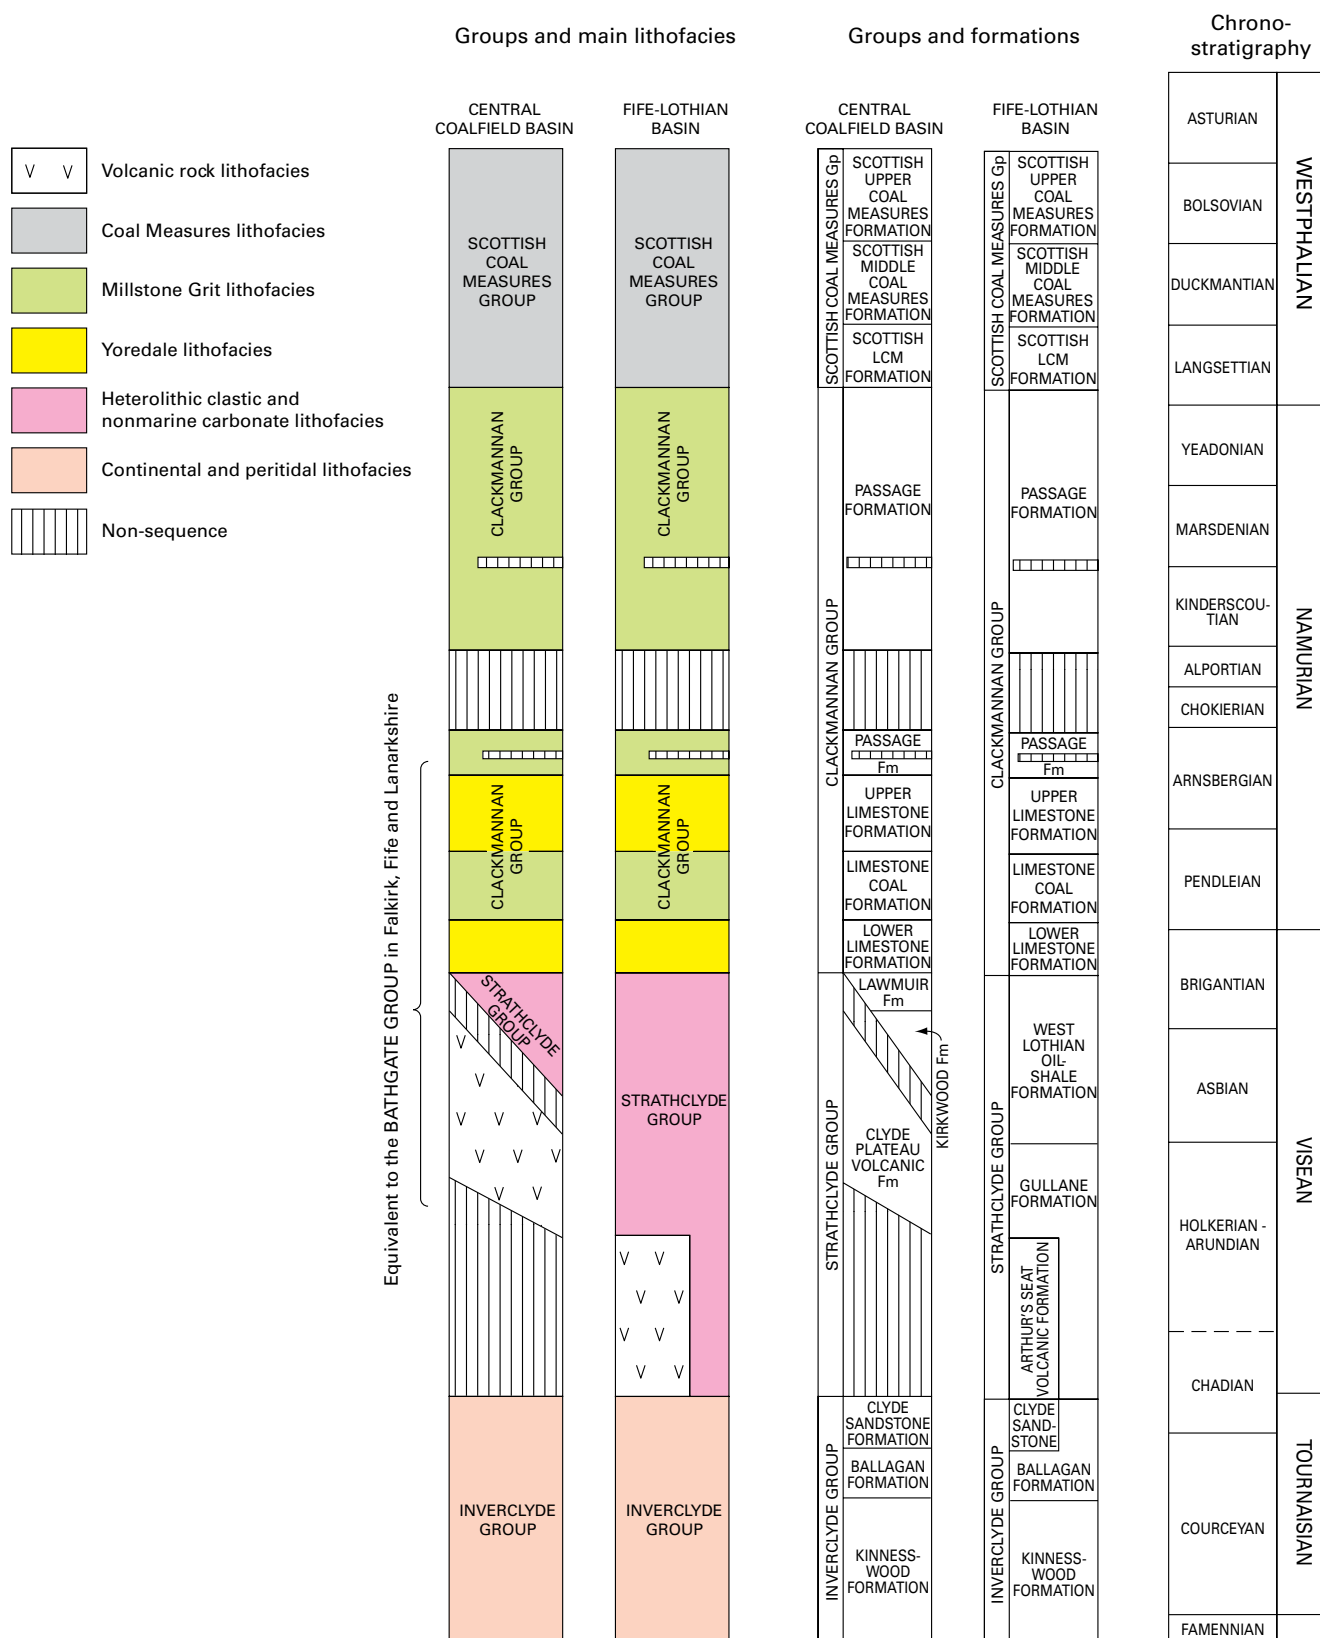 Groups and main lithofacies
Groups and formations
Chrono-
stratigraphy
Volcanic rock lithofacies
Coal Measures lithofacies
Millstone Grit lithofacies
Yoredale lithofacies
Heterolithic clastic and
nonmarine carbonate lithofacies
Continental and peritidal lithofacies
Non-sequence
Equivalent to the BATHGATE GROUP in Falkirk, Fife and Lanarkshire
CENTRAL
COALFIELD BASIN
V V
SCOTTISH
COAL
MEASURES
GROUP
CLACKMANNAN
GROUP
CLACKMANNAN
GROUP
STRATHCLYDE
GROUP
V
V
V V V
V V V
V V
INVERCLYDE
GROUP
FIFE-LOTHIAN
BASIN
SCOTTISH
COAL
MEASURES
GROUP
CLACKMANNAN
GROUP
CLACKMANNAN
GROUP
STRATHCLYDE
GROUP
V V
V V
V V
V V
INVERCLYDE
GROUP
CENTRAL
COALFIELD BASIN
SCOTTISH COAL MEASURES Gp
SCOTTISH
UPPER
COAL
MEASURES
FORMATION
SCOTTISH
MIDDLE
COAL
MEASURES
FORMATION
SCOTTISH
LCM
FORMATION
CLACKMANNAN GROUP
PASSAGE
FORMATION
PASSAGE
Fm
UPPER
LIMESTONE
FORMATION
LIMESTONE
COAL
FORMATION
LOWER
LIMESTONE
FORMATION
STRATHCLYDE GROUP
LAWMUIR
Fm
KIRKWOOD Fm
CLYDE
PLATEAU
VOLCANIC
Fm
INVERCLYDE GROUP
CLYDE
SANDSTONE
FORMATION
BALLAGAN
FORMATION
KINNESS-
WOOD
FORMATION
FIFE-LOTHIAN
BASIN
SCOTTISH COAL MEASURES Gp
SCOTTISH
UPPER
COAL
MEASURES
FORMATION
SCOTTISH
MIDDLE
COAL
MEASURES
FORMATION
SCOTTISH
LCM
FORMATION
CLACKMANNAN GROUP
PASSAGE
FORMATION
PASSAGE
Fm
UPPER
LIMESTONE
FORMATION
LIMESTONE
COAL
FORMATION
LOWER
LIMESTONE
FORMATION
STRATHCLYDE GROUP
WEST
LOTHIAN
OIL-
SHALE
FORMATION
GULLANE
FORMATION
ARTHUR'S SEAT
VOLCANIC FORMATION
INVERCLYDE GROUP
CLYDE
SAND-
STONE
BALLAGAN
FORMATION
KINNESS-
WOOD
FORMATION
ASTURIAN
BOLSOVIAN
DUCKMANTIAN
LANGSETTIAN
WESTPHALIAN
YEADONIAN
MARSDENIAN
KINDERSCOU-
TIAN
ALPORTIAN
CHOKIERIAN
ARNSBERGIAN
PENDLEIAN
NAMURIAN
BRIGANTIAN
ASBIAN
HOLKERIAN -
ARUNDIAN
CHADIAN
VISEAN
COURCEYAN
TOURNAISIAN
FAMENNIAN